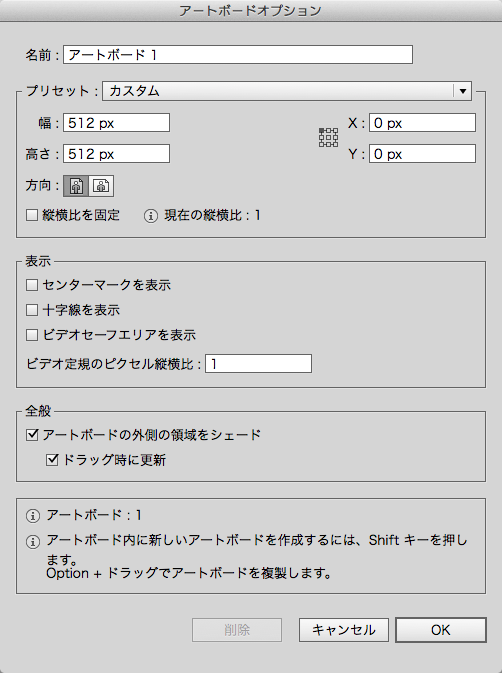 アートボードオプション
名前 : アートボード 1
プリセット : カスタム
幅 : 512 px X : 0 px
高さ : 512 px Y : 0 px
方向 :
縦横比を固定 現在の縦横比 : 1
表示
センターマークを表示
十字線を表示
ビデオセーフエリアを表示
ビデオ定規のピクセル縦横比 : 1
全般
アートボードの外側の領域をシェード
ドラッグ時に更新
アートボード : 1
アートボード内に新しいアートボードを作成するには、Shift キーを押し
ます。
Option + ドラッグでアートボードを複製します。
削除 キャンセル OK